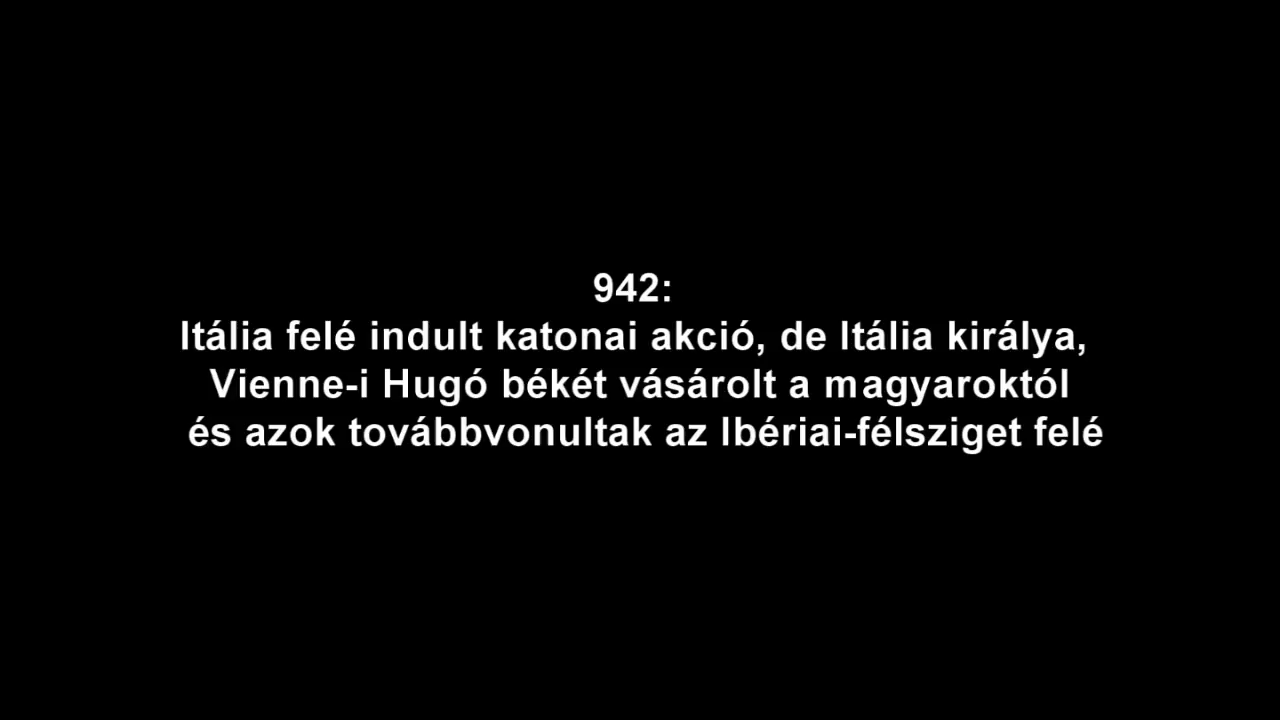 942:
Itália felé indult katonai akció, de Itália királya,
Vienne-i Hugó békét vásárolt a magyaroktól
és azok továbbvonultak az Ibériai-félsziget felé